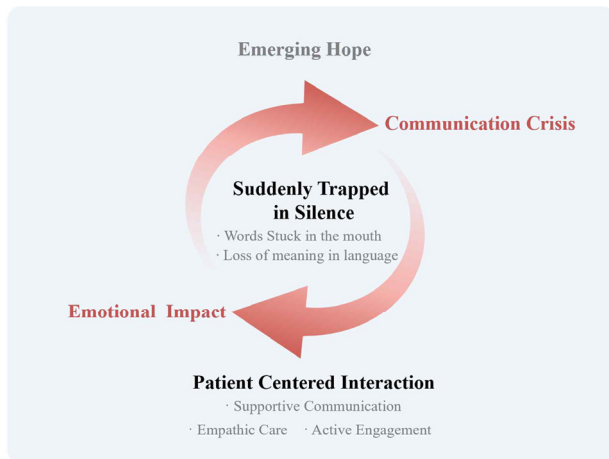 Emerging Hope
Communication Crisis
Suddenly Trapped
in Silence
· Words Stuck in the mouth
· Loss of meaning in language
Emotional Impact
Patient Centered Interaction
· Supportive Communication
· Empathic Care · Active Engagement